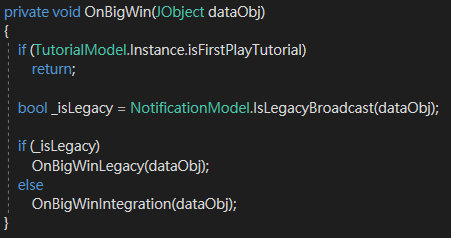 private void OnBigWin(JObject dataObj)
{
if (TutorialModel.Instance.isFirstPlayTutorial)
return;
bool _isLegacy = NotificationModel.IsLegacyBroadcast(dataObj);
if (_isLegacy)
OnBigWinLegacy(dataObj);
else
OnBigWinIntegration(dataObj);
}